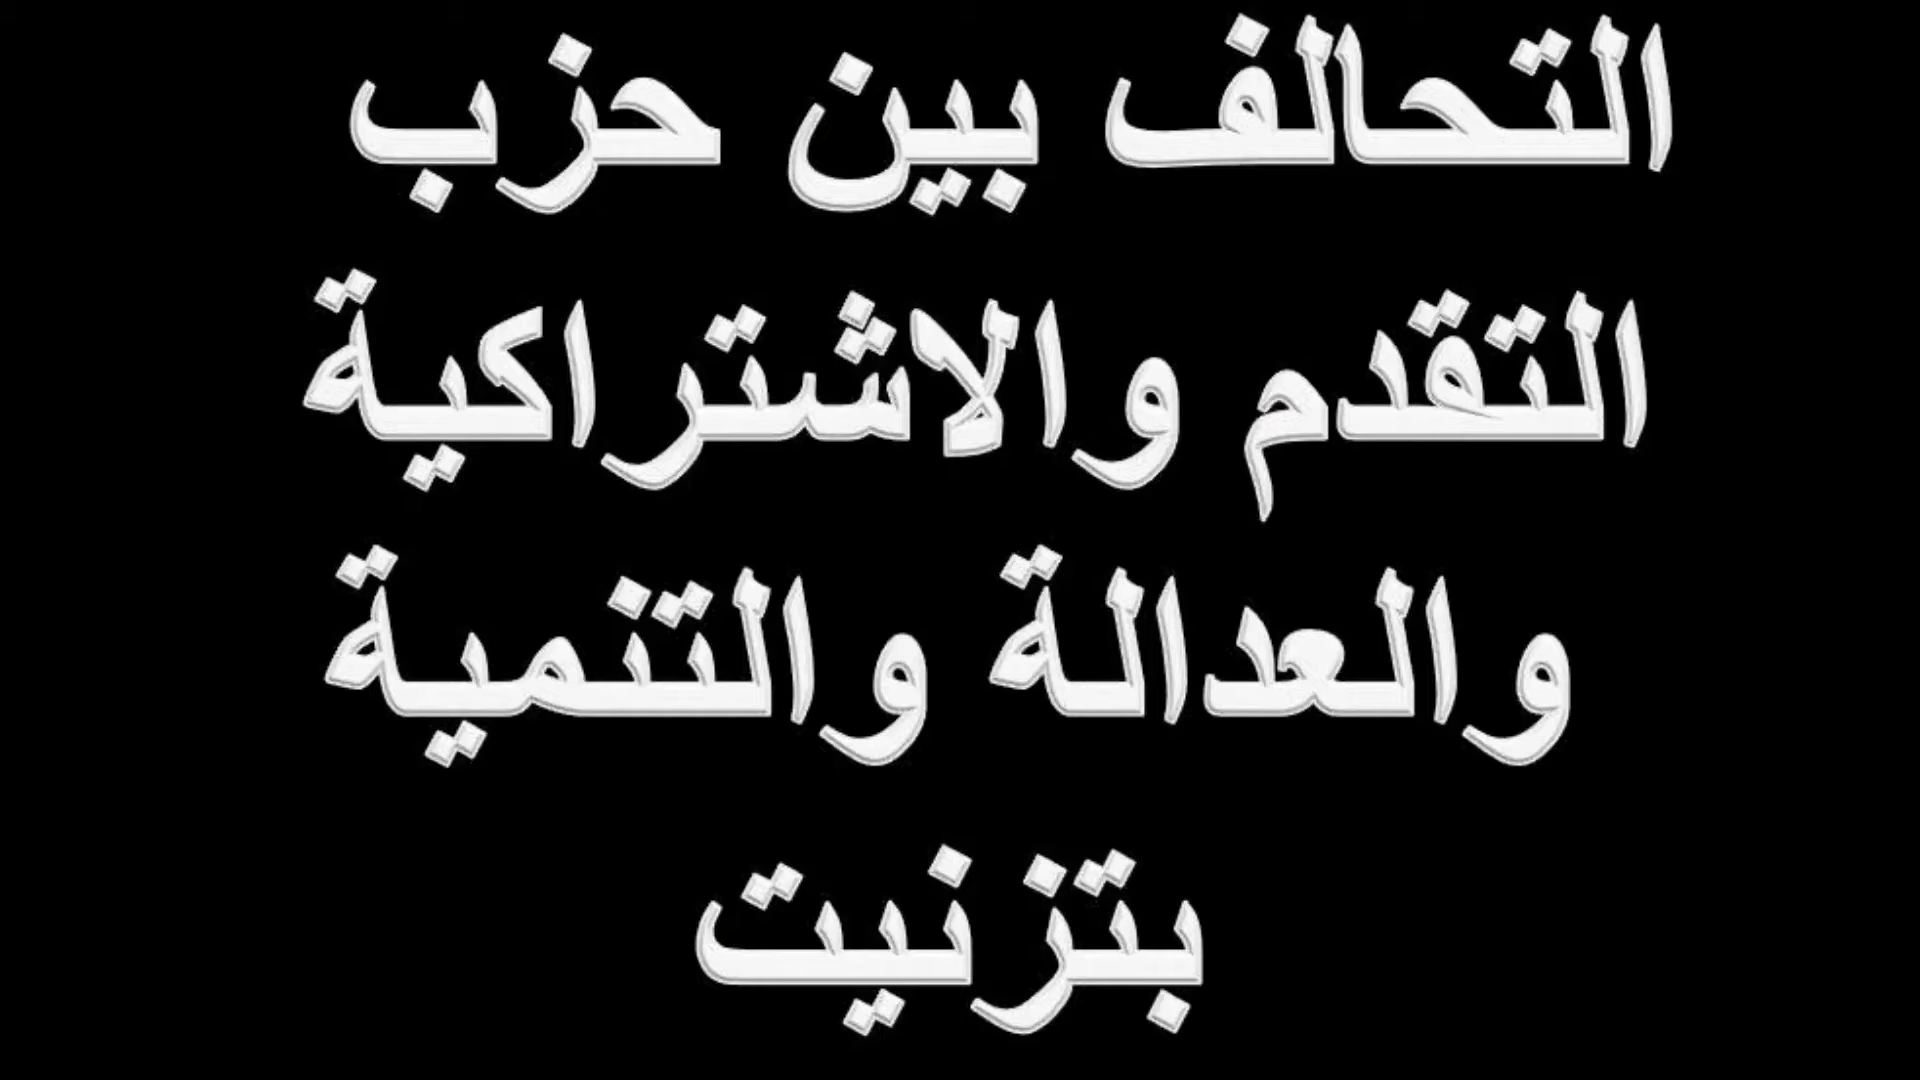 التحالف بين حزب
التقدم والاشتراكية
والعدالة والتنمية
بتزنيت